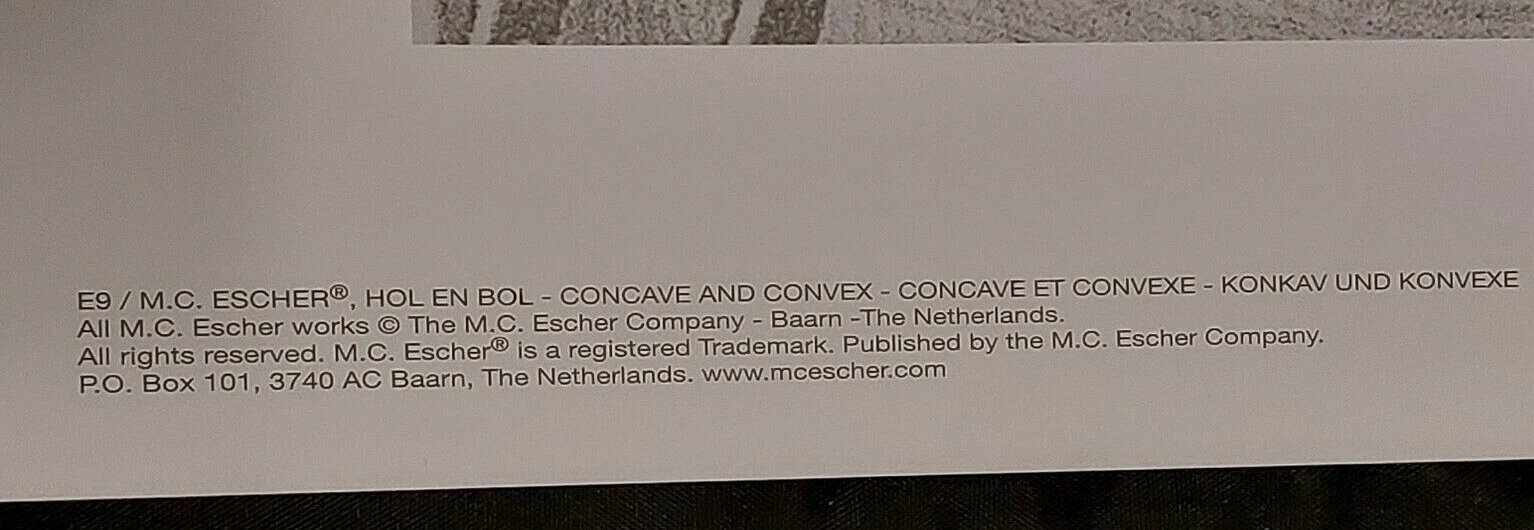 E9 / M.C. ESCHER®, HOL EN BOL - CONCAVE AND CONVEX - CONCAVE ET CONVEXE - KONKAV UND KONVEXE
All M.C. Escher works © The M.C. Escher Company - Baarn -The Netherlands.
All rights reserved. M.C. Escher® is a registered Trademark. Published by the M.C. Escher Company.
P.O. Box 101, 3740 AC Baarn, The Netherlands. www.mcescher.com